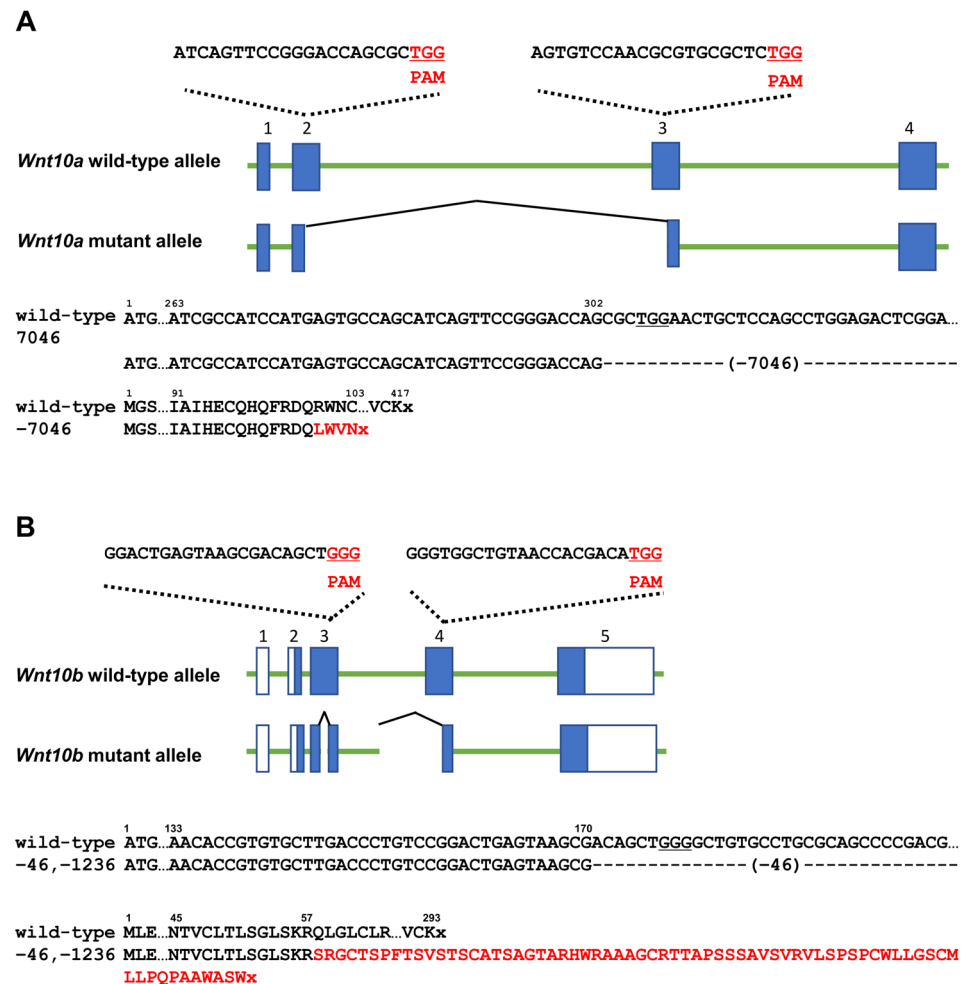 A
ATCAGTTCCGGGACCAGCGCTGG AGTGTCCAACGCGTGCGCTCTGG
PAM PAM
1 2 3 4
Wnt10a wild-type allele
Wnt10a mutant allele
1 263 302
wild-type ATG…ATCGCCATCCATGAGTGCCAGCATCAGTTCCGGGACCAGCGCTGGAACTGCTCCAGCCTGGAGACTCGGA…
7046
ATG…ATCGCCATCCATGAGTGCCAGCATCAGTTCCGGGACCAG-----------(-7046)--------------
1 91 103 417
wild-type MGS…IAIHECQHQFRDQRWNC…VCKx
-7046 MGS…IAIHECQHQFRDQLWVNx
B
GGACTGAGTAAGCGACAGCTGGG GGGTGGCTGTAACCACGACATGG
PAM PAM
1 2 3 4 5
Wnt10b wild-type allele
Wnt10b mutant allele
1 133 170
wild-type ATG…AACACCGTGTGCTTGACCCTGTCCGGACTGAGTAAGCGACAGCTGGGGCTGTGCCTGCGCAGCCCCGACG…
-46,-1236 ATG…AACACCGTGTGCTTGACCCTGTCCGGACTGAGTAAGCG--------------(-46)--------------
1 45 57 293
wild-type MLE…NTVCLTLSGLSKRQLGLCLR…VCKx
-46,-1236 MLE…NTVCLTLSGLSKRSRGCTSPFTSVSTSCATSAGTARHWRAAAGCRTTAPSSSAVSVRVLSPSPCWLLGSCM
LLPQPAAWASWx